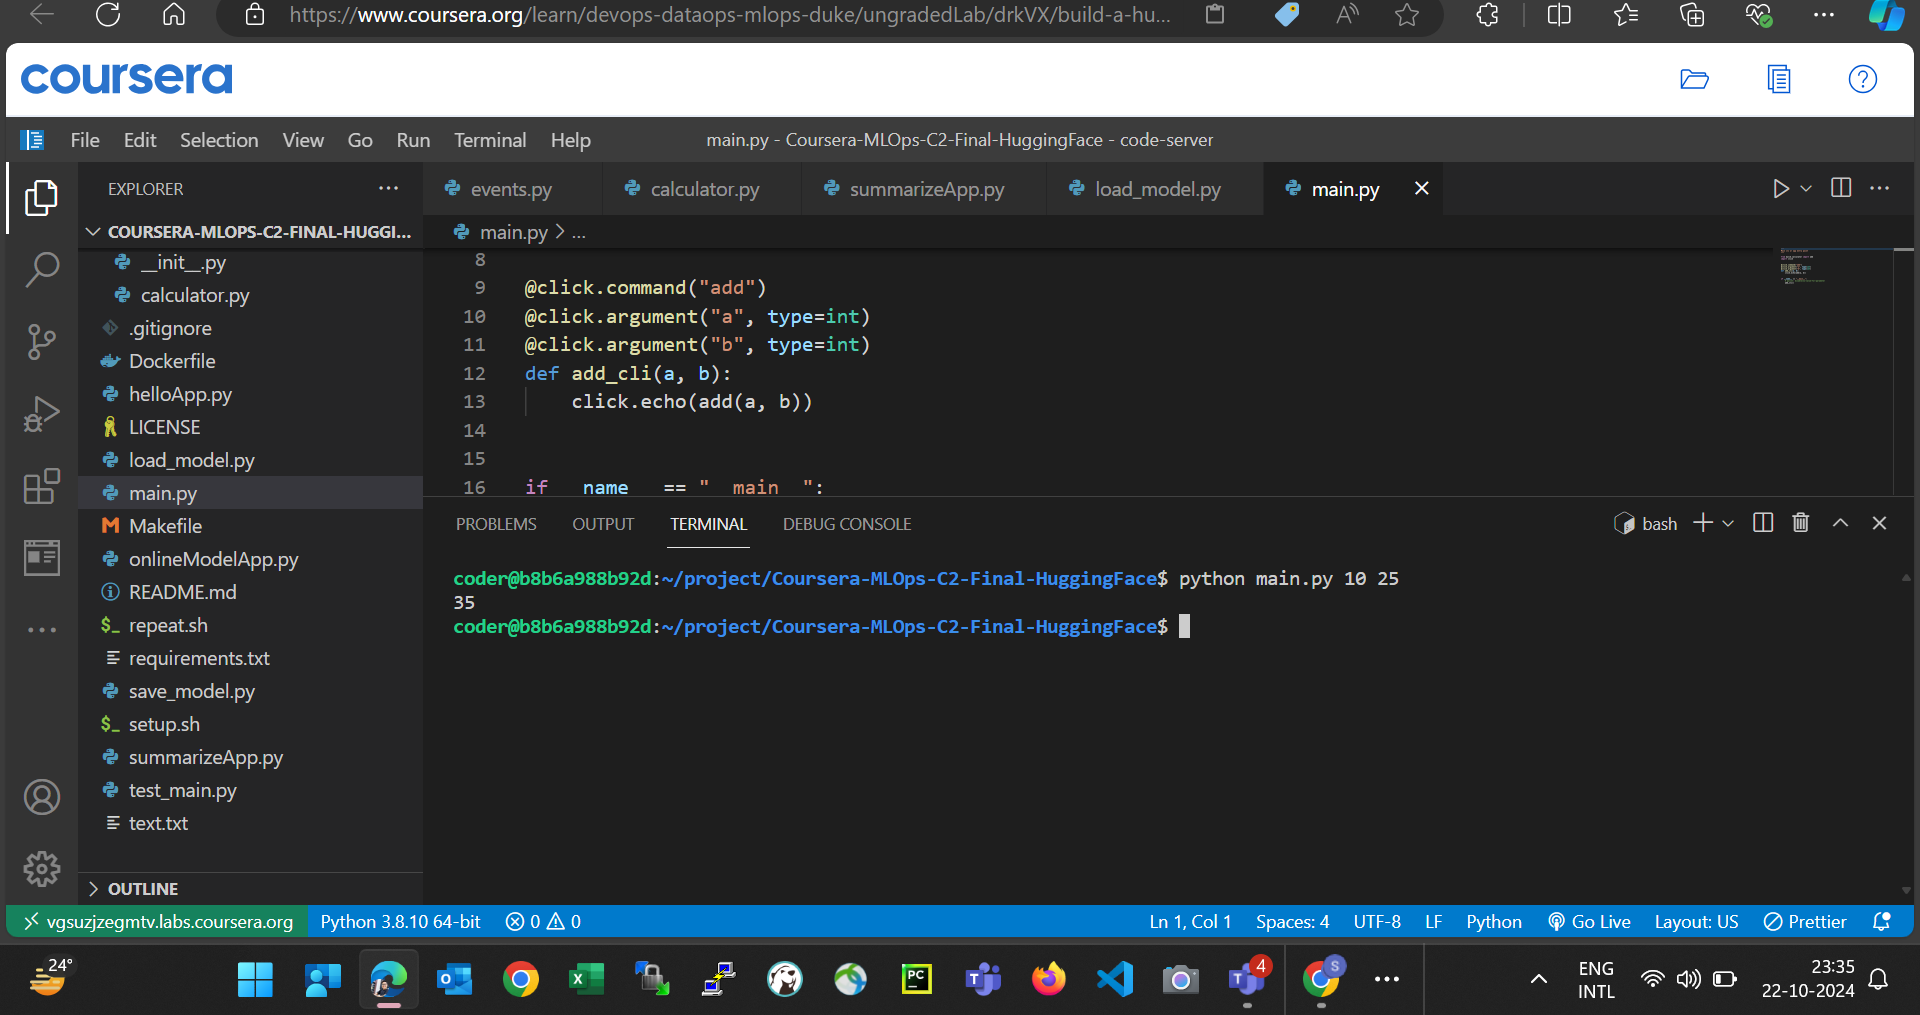 https://www.coursera.org/learn/devops-dataops-mlops-duke/ungradedLab/drkVX/build-a-hu...
coursera
File Edit Selection View Go Run Terminal Help
main.py - Coursera-MLOps-C2-Final-HuggingFace - code-server
EXPLORER
COURSERA-MLOPS-C2-FINAL-HUGGI...
__init__.py
calculator.py
.gitignore
Dockerfile
helloApp.py
LICENSE
load_model.py
main.py
Makefile
onlineModelApp.py
README.md
repeat.sh
requirements.txt
save_model.py
setup.sh
summarizeApp.py
test_main.py
text.txt
OUTLINE
events.py calculator.py summarizeApp.py load_model.py main.py
main.py > ...
8
9 @click.command("add")
10 @click.argument("a", type=int)
11 @click.argument("b", type=int)
12 def add_cli(a, b):
13 click.echo(add(a, b))
14
15
16 if __name__ == "__main__":
PROBLEMS OUTPUT TERMINAL DEBUG CONSOLE
bash
coder@b8b6a988b92d:~/project/Coursera-MLOps-C2-Final-HuggingFace$ python main.py 10 25
35
coder@b8b6a988b92d:~/project/Coursera-MLOps-C2-Final-HuggingFace$
vgsuzjzegmtv.labs.coursera.org Python 3.8.10 64-bit 0 0 Ln 1, Col 1 Spaces: 4 UTF-8 LF Python Go Live Layout: US Prettier
24°
PC
4
S
ENG
INTL
23:35
22-10-2024